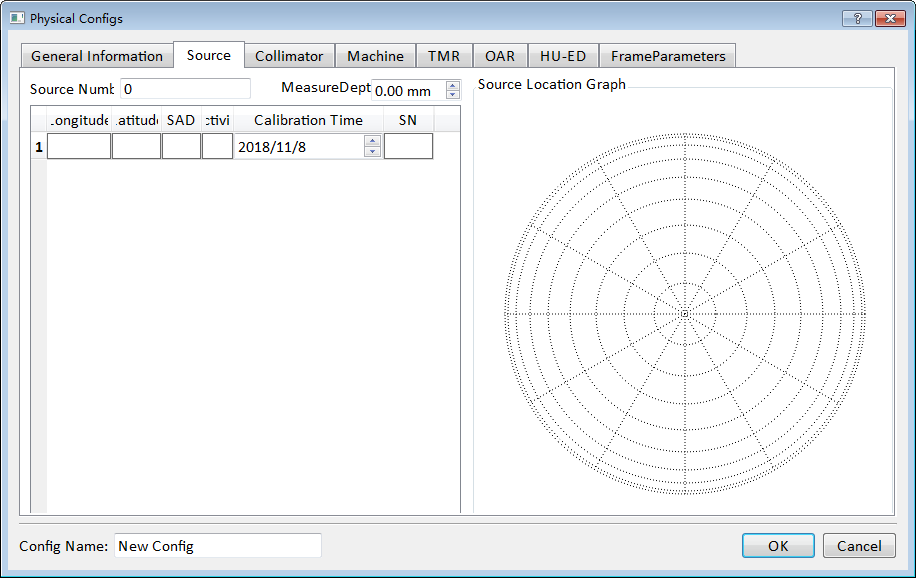 Physical Configs
General Information Source Collimator Machine TMR OAR HU-ED FrameParameters
Source Numb 0 MeasureDept 0.00 mm Source Location Graph
ongitude atitude SAD ctivi Calibration Time SN
1 2018/11/8
Config Name: New Config OK Cancel